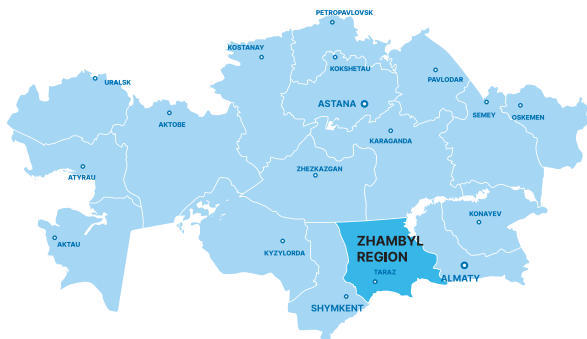 PETROPAVLOVSK
KOSTANAY
KOKSHETAU
URALSK
PAVLODAR
ASTANA
SEMEY
AKTOBE
OSKEMEN
KARAGANDA
ATYRAU
ZHEZKAZGAN
KONAYEV
AKTAU
ZHAMBYL
REGION
KYZYLORDA
TARAZ
ALMATY
SHYMKENT